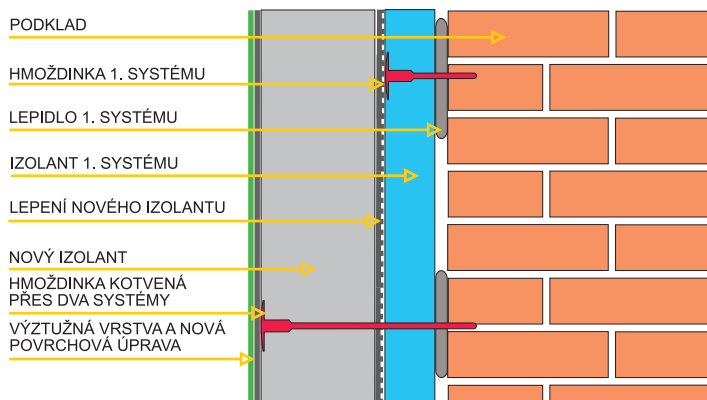 PODKLAD
HMOŽDINKA 1. SYSTÉMU
LEPIDLO 1. SYSTÉMU
IZOLANT 1. SYSTÉMU
LEPENÍ NOVÉHO IZOLANTU
NOVÝ IZOLANT
HMOŽDINKA KOTVENÁ
PŘES DVA SYSTÉMY
VÝZTUŽNÁ VRSTVA A NOVÁ
POVRCHOVÁ ÚPRAVA